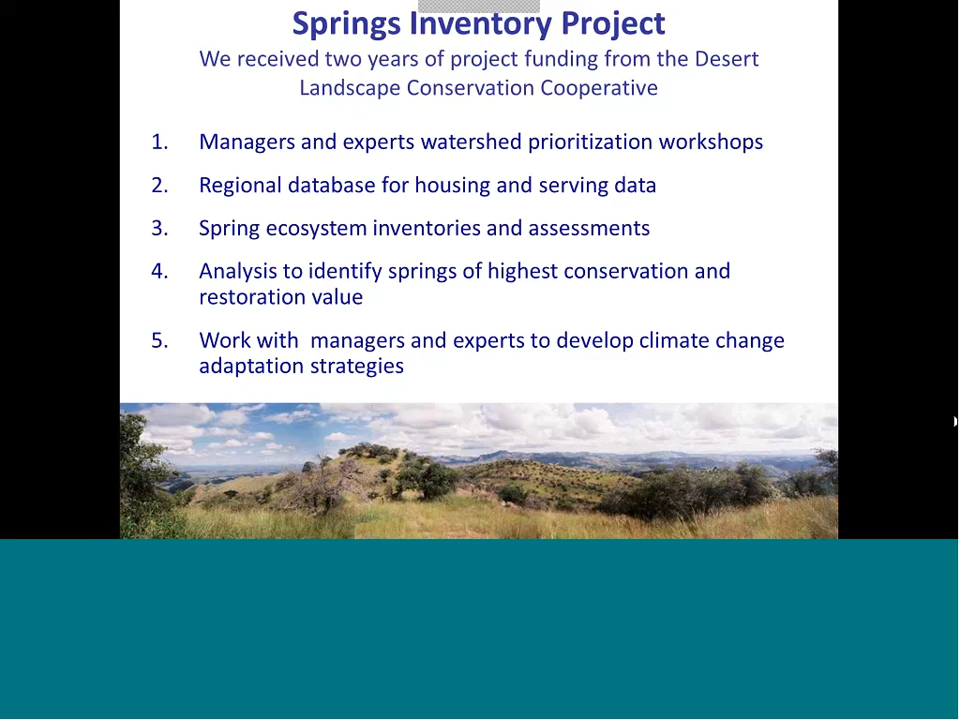 Springs Inventory Project
We received two years of project funding from the Desert
Landscape Conservation Cooperative
1. Managers and experts watershed prioritization workshops
2. Regional database for housing and serving data
3. Spring ecosystem inventories and assessments
4. Analysis to identify springs of highest conservation and
restoration value
5. Work with  managers and experts to develop climate change
adaptation strategies